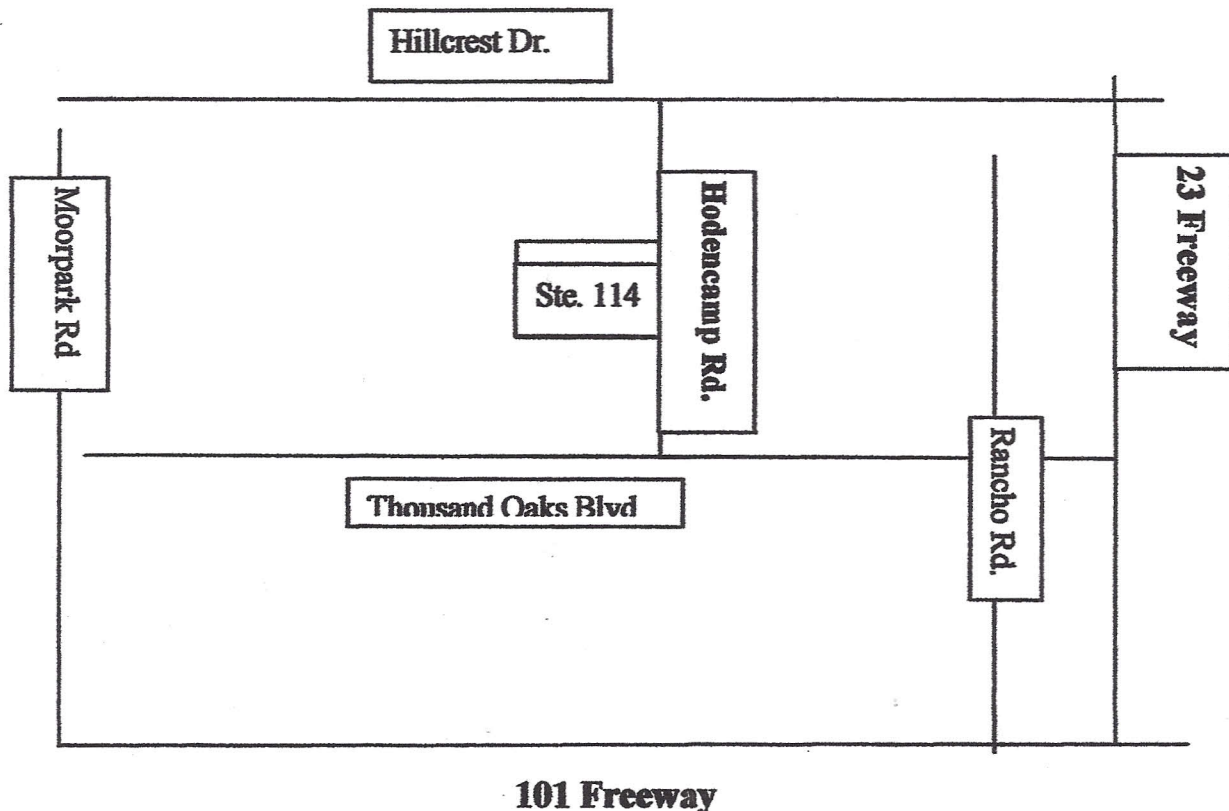 Hillcrest Dr.
Moorpark Rd
Hodencamp Rd.
23 Freeway
Ste. 114
Rancho Rd.
Thousand Oaks Blvd
101 Freeway